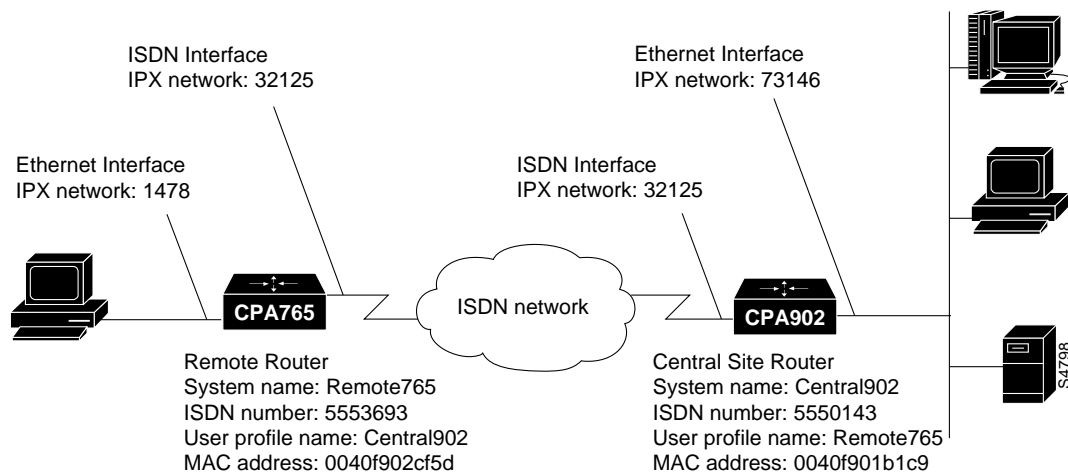 ISDN Interface
IPX network: 32125
Ethernet Interface
IPX network: 73146
Ethernet Interface
IPX network: 1478
ISDN Interface
IPX network: 32125
CPA765
ISDN network
CPA902
Remote Router
System name: Remote765
ISDN number: 5553693
User profile name: Central902
MAC address: 0040f902cf5d
Central Site Router
System name: Central902
ISDN number: 5550143
User profile name: Remote765
MAC address: 0040f901b1c9
S4798